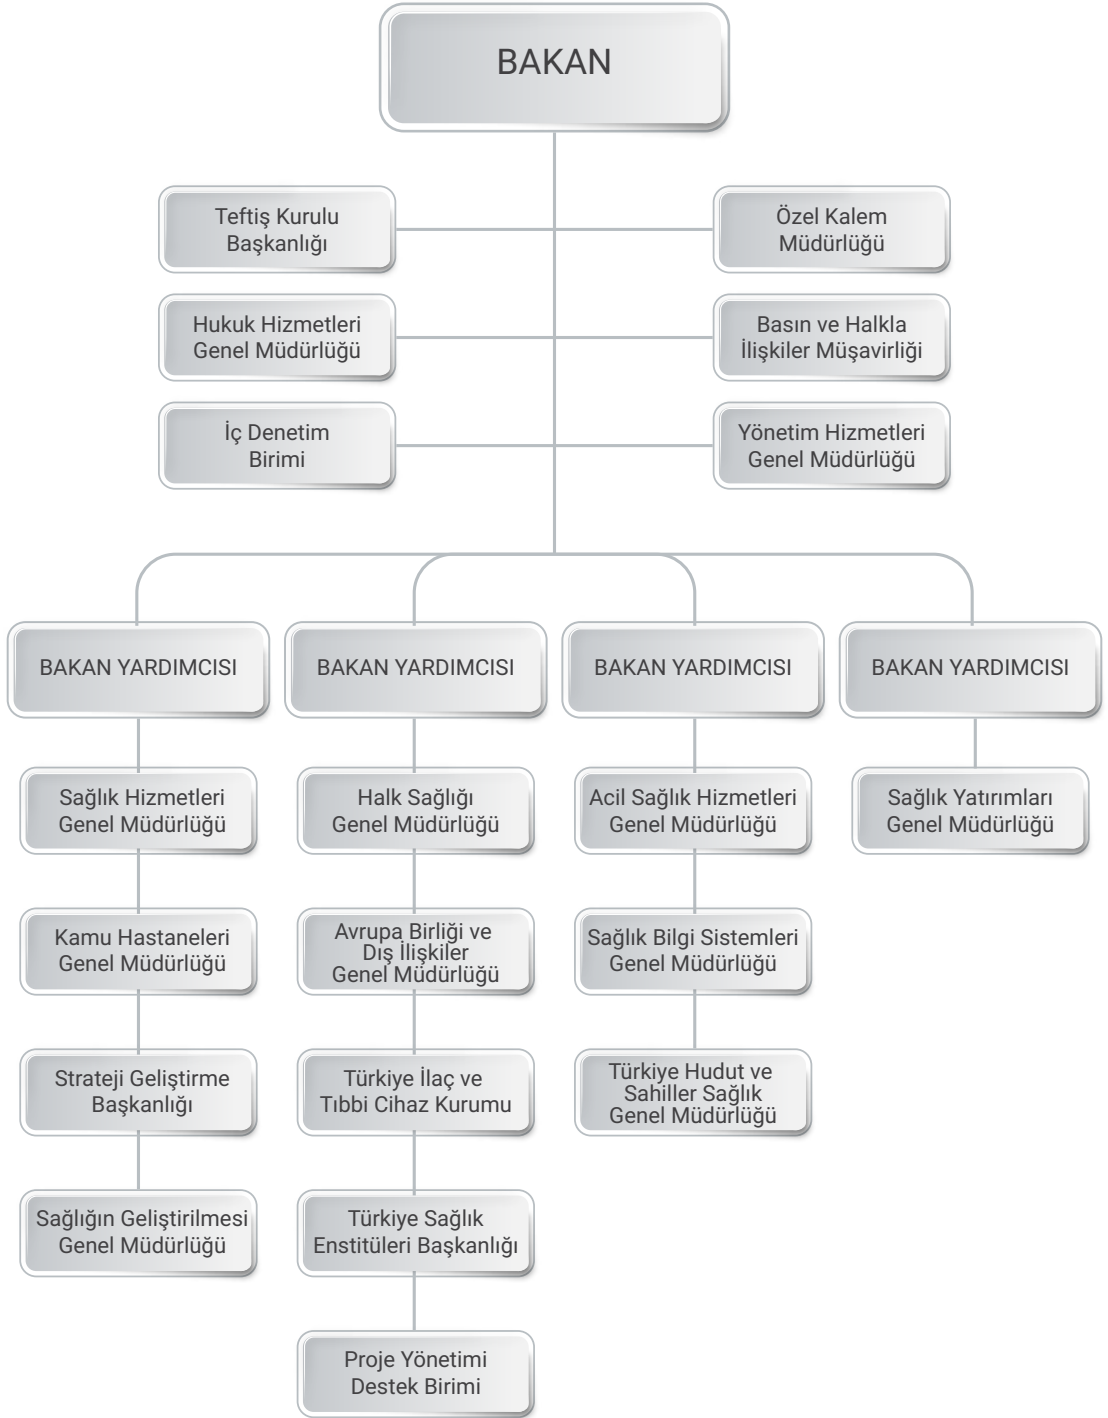 BAKAN
Teftiş Kurulu
Başkanlığı
Özel Kalem
Müdürlüğü
Hukuk Hizmetleri
Genel Müdürlüğü
Basın ve Halkla
İlişkiler Müşavirliği
İç Denetim
Birimi
Yönetim Hizmetleri
Genel Müdürlüğü
BAKAN YARDIMCISI
BAKAN YARDIMCISI
BAKAN YARDIMCISI
BAKAN YARDIMCISI
Sağlık Hizmetleri
Genel Müdürlüğü
Halk Sağlığı
Genel Müdürlüğü
Acil Sağlık Hizmetleri
Genel Müdürlüğü
Sağlık Yatırımları
Genel Müdürlüğü
Kamu Hastaneleri
Genel Müdürlüğü
Avrupa Birliği ve
Dış İlişkiler
Genel Müdürlüğü
Sağlık Bilgi Sistemleri
Genel Müdürlüğü
Strateji Geliştirme
Başkanlığı
Türkiye İlaç ve
Tıbbi Cihaz Kurumu
Türkiye Hudut ve
Sahiller Sağlık
Genel Müdürlüğü
Sağlığın Geliştirilmesi
Genel Müdürlüğü
Türkiye Sağlık
Enstitüleri Başkanlığı
Proje Yönetimi
Destek Birimi